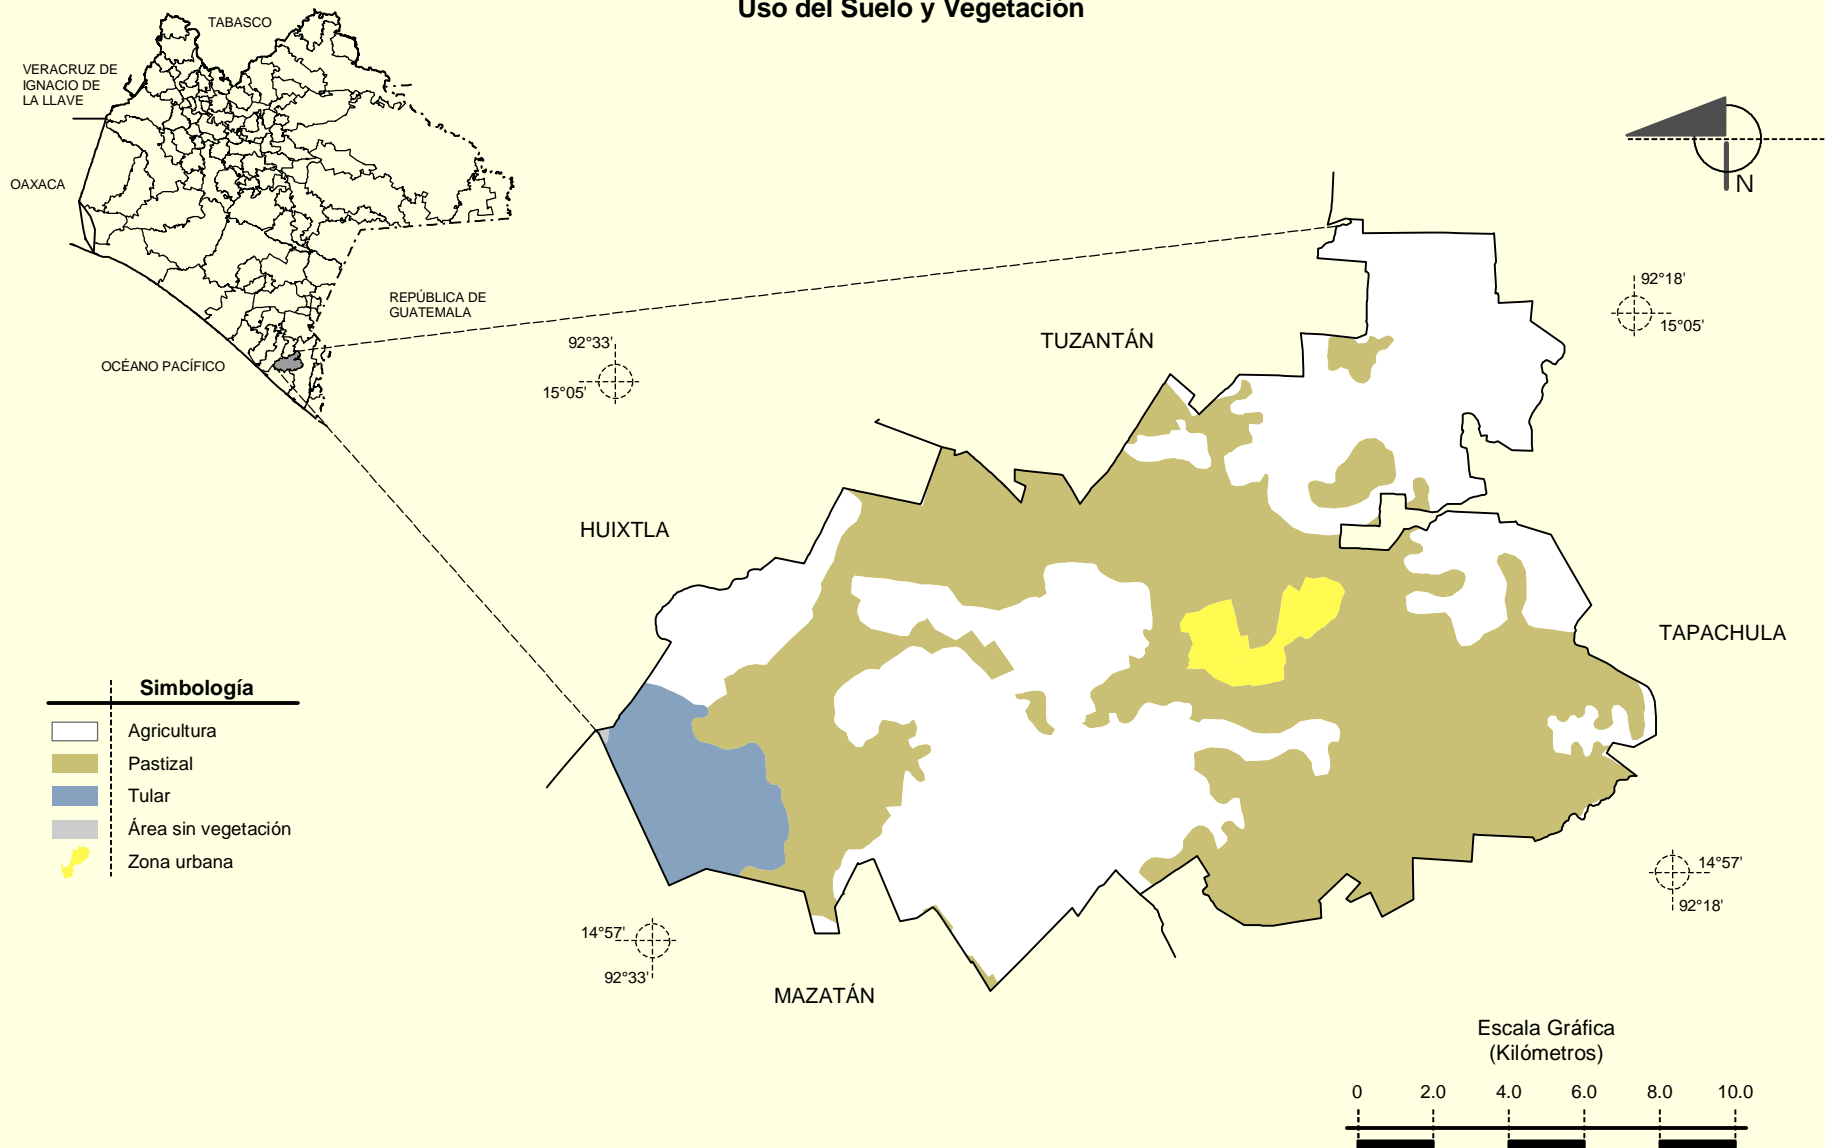 Uso del Suelo y Vegetación
TABASCO
VERACRUZ DE
IGNACIO DE
LA LLAVE
OAXACA
REPÚBLICA DE
GUATEMALA
OCÉANO PACÍFICO
N
92°18'
15°05'
92°33'
15°05'
TUZANTÁN
HUIXTLA
TAPACHULA
Simbología
Agricultura
Pastizal
Tular
Área sin vegetación
Zona urbana
14°57'
92°18'
14°57'
92°33'
MAZATÁN
Escala Gráfica
(Kilómetros)
0 2.0 4.0 6.0 8.0 10.0